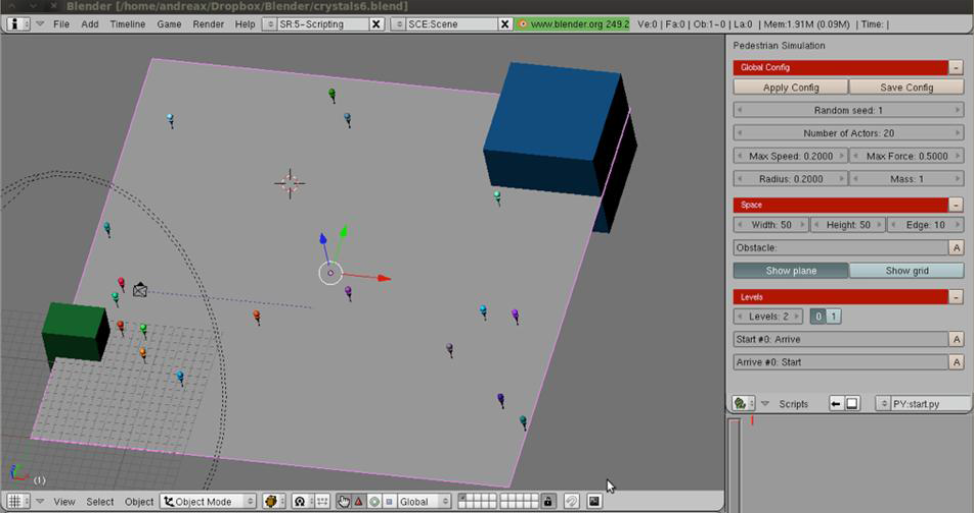 Blender [/home/andreax/Dropbox/Blender/crystals6.blend]
File Add Timeline Game Render Help SR:5-Scripting X SCE:Scene X www.blender.org 249.2 Ve:0 | Fa:0 | Ob:1-0 | La:0 | Mem:1.91M (0.09M) | Time: |
Pedestrian Simulation
Global Config
Apply Config Save Config
Random seed: 1
Number of Actors: 20
Max Speed: 0.2000 Max Force: 0.5000
Radius: 0.2000 Mass: 1
Space
Width: 50 Height: 50 Edge: 10
Obstacle: A
Show plane Show grid
Levels
Levels: 2 0 1
Start #0: Arrive A
Arrive #0: Start A
Scripts PY:start.py
(1)
View Select Object Object Mode Global